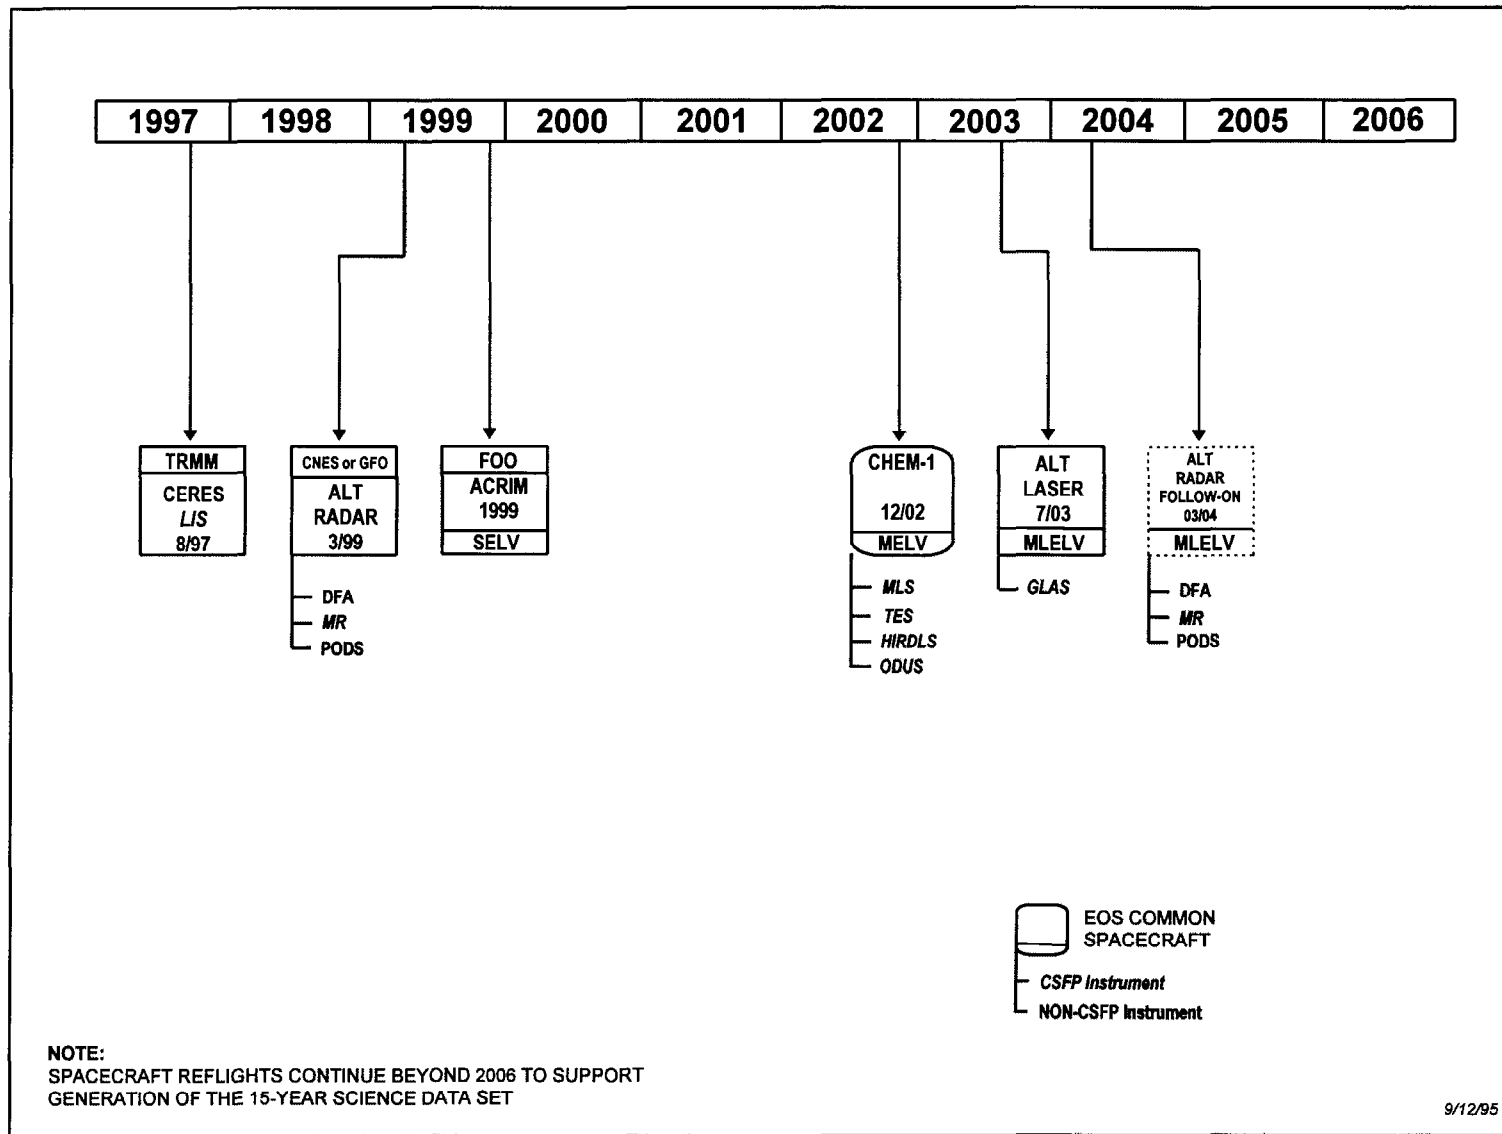 1997 1998 1999 2000 2001 2002 2003 2004 2005 2006
TRMM
CERES
LIS
8/97
CNES or GFO
ALT
RADAR
3/99
DFA
MR
PODS
FOO
ACRIM
1999
SELV
CHEM-1
12/02
MELV
MLS
TES
HIRDLS
ODUS
ALT
LASER
7/03
MLELV
GLAS
ALT
RADAR
FOLLOW-ON
03/04
MLELV
DFA
MR
PODS
EOS COMMON
SPACECRAFT
CSFP Instrument
NON-CSFP Instrument
NOTE:
SPACECRAFT REFLIGHTS CONTINUE BEYOND 2006 TO SUPPORT
GENERATION OF THE 15-YEAR SCIENCE DATA SET
9/12/95